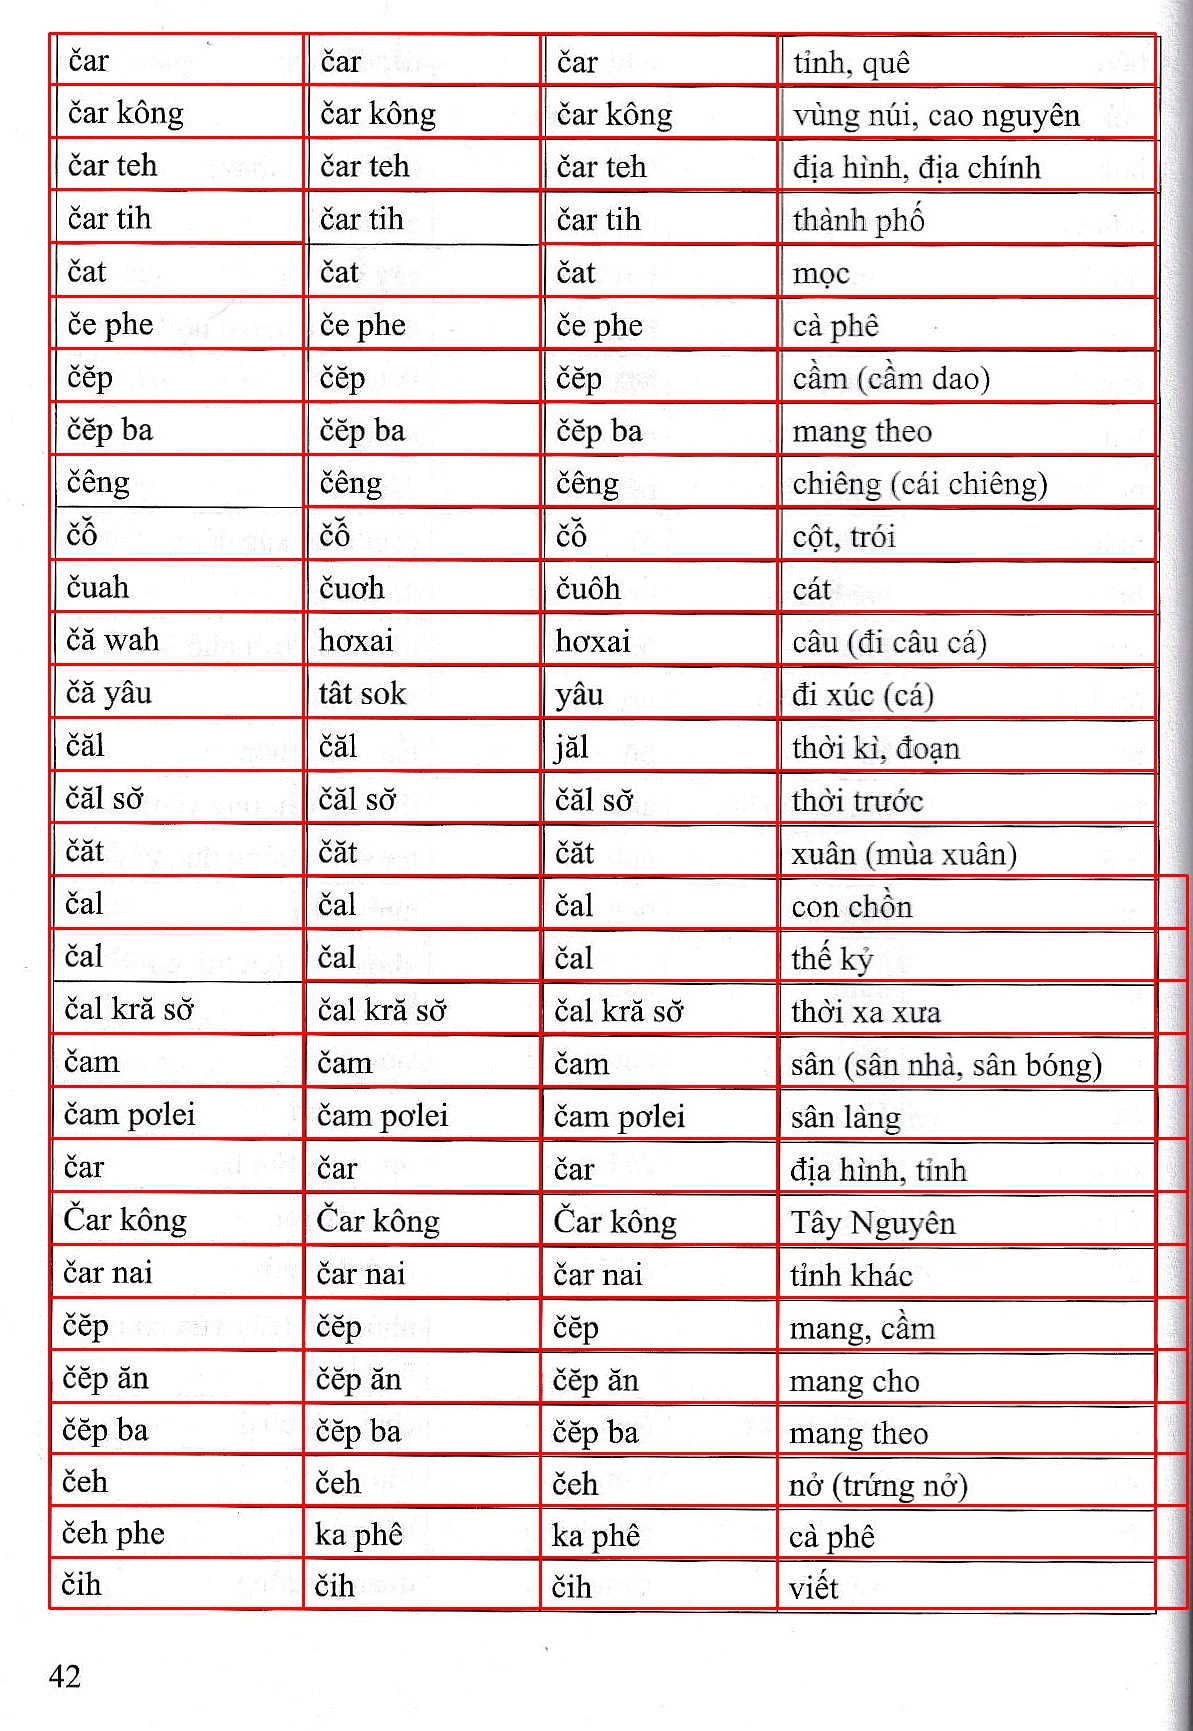 čar čar čar tỉnh, quê
čar kông čar kông čar kông vùng núi, cao nguyên
čar teh čar teh čar teh địa hình, địa chính
čar tih čar tih čar tih thành phố
čat čat čat mọc
če phe če phe če phe cà phê
čĕp čĕp čĕp cầm (cầm dao)
čĕp ba čĕp ba čĕp ba mang theo
čêng čêng čêng chiêng (cái chiêng)
čô̆ čô̆ čô̆ cột, trói
čuah čuơh čuôh cát
čă wah hơxai hơxai câu (đi câu cá)
čă yâu tât sok yâu đi xúc (cá)
čăl čăl jăl thời kì, đoạn
čăl sơ̆ čăl sơ̆ čăl sơ̆ thời trước
čăt čăt čăt xuân (mùa xuân)
čal čal čal con chồn
čal čal čal thế kỷ
čal kră sơ̆ čal kră sơ̆ čal kră sơ̆ thời xa xưa
čam čam čam sân (sân nhà, sân bóng)
čam pơlei čam pơlei čam pơlei sân làng
čar čar čar địa hình, tỉnh
Čar kông Čar kông Čar kông Tây Nguyên
čar nai čar nai čar nai tỉnh khác
čĕp čĕp čĕp mang, cầm
čĕp ăn čĕp ăn čĕp ăn mang cho
čĕp ba čĕp ba čĕp ba mang theo
čeh čeh čeh nở (trứng nở)
čeh phe ka phê ka phê cà phê
čih čih čih viết
42